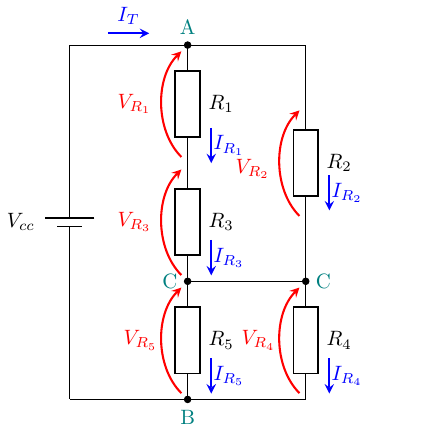 I_T
A
V_{R_1}
R_1
I_{R_1}
V_{R_2}
R_2
I_{R_2}
V_{cc}
V_{R_3}
R_3
I_{R_3}
C
C
V_{R_5}
R_5
I_{R_5}
V_{R_4}
R_4
I_{R_4}
B